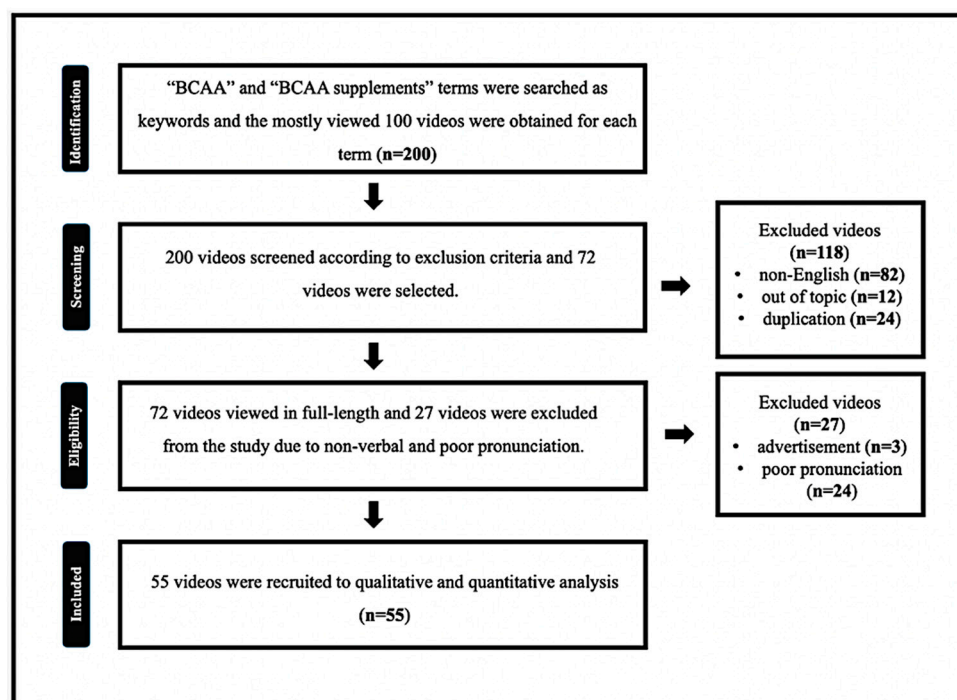 Identification
“BCAA” and “BCAA supplements” terms were searched as
keywords and the mostly viewed 100 videos were obtained for each
term (n=200)
Screening
200 videos screened according to exclusion criteria and 72
videos were selected.
Excluded videos
(n=118)
• non-English (n=82)
• out of topic (n=12)
• duplication (n=24)
Eligibility
72 videos viewed in full-length and 27 videos were excluded
from the study due to non-verbal and poor pronunciation.
Excluded videos
(n=27)
• advertisement (n=3)
• poor pronunciation
(n=24)
Included
55 videos were recruited to qualitative and quantitative analysis
(n=55)